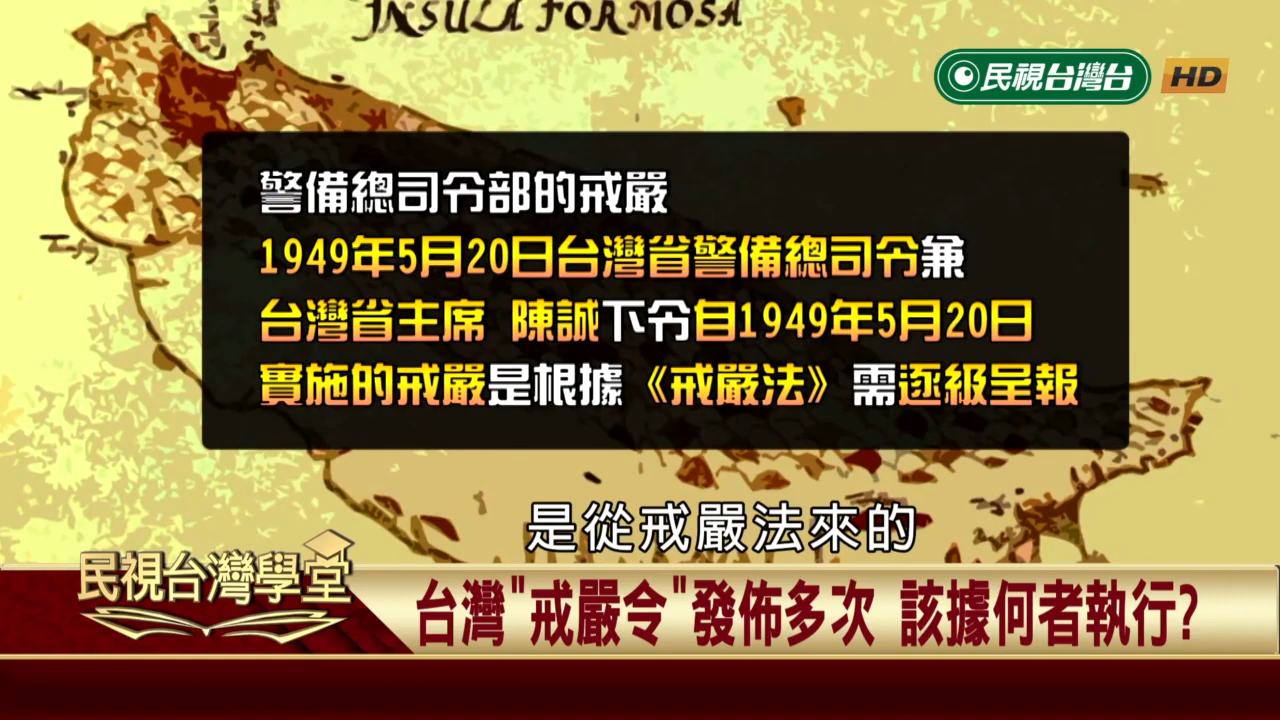 INSULA FORMOSA
民視台灣台 HD
警備總司令部的戒嚴
1949年5月20日台灣省警備總司令兼
台灣省主席 陳誠下令自1949年5月20日
實施的戒嚴是根據《戒嚴法》需逐級呈報
是從戒嚴法來的
民視台灣學堂
台灣"戒嚴令"發佈多次 該據何者執行?